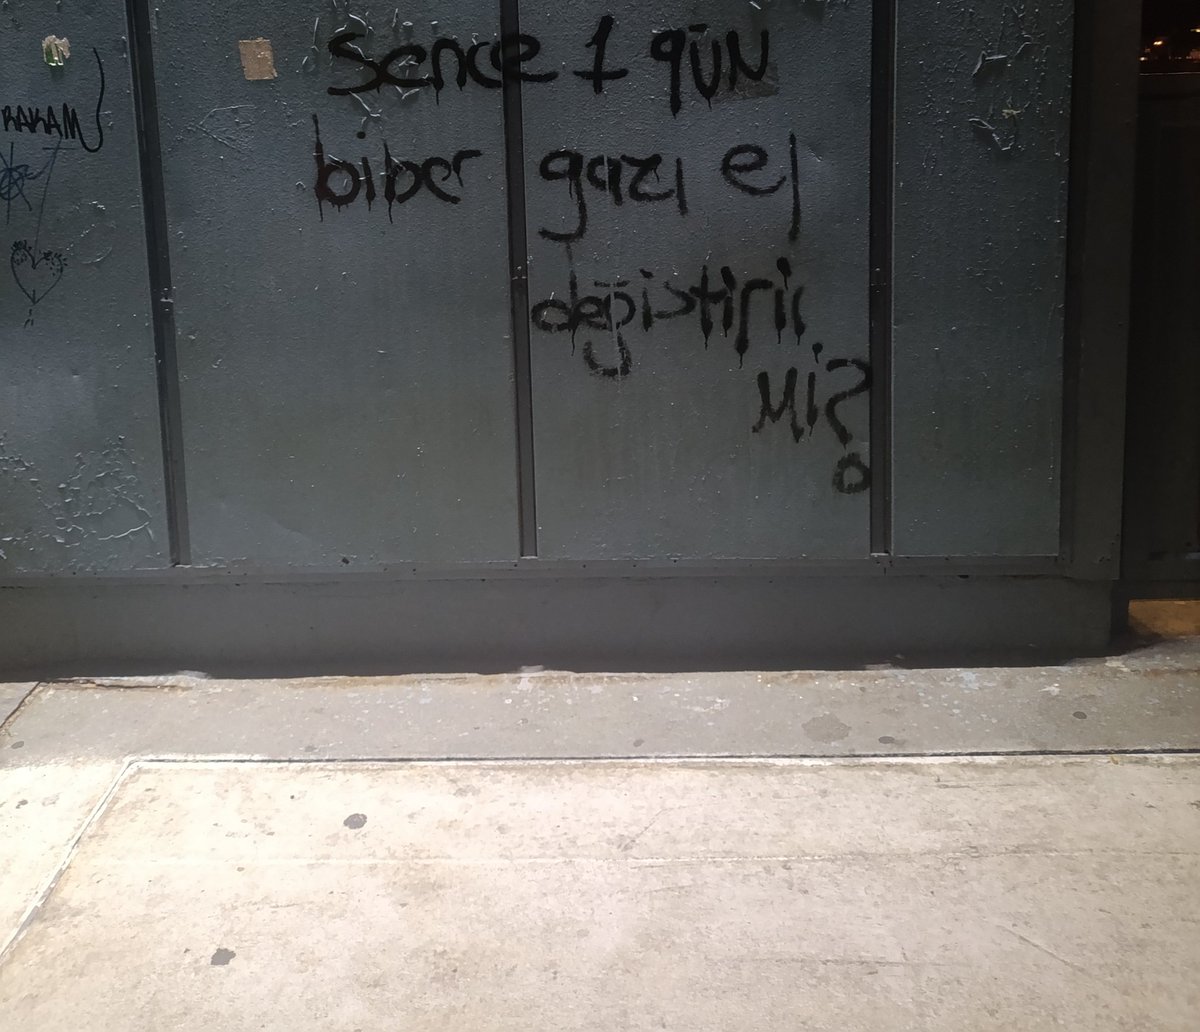 RAKAM
Sence 1 gün
biber gazı el
değiştirir
mi?